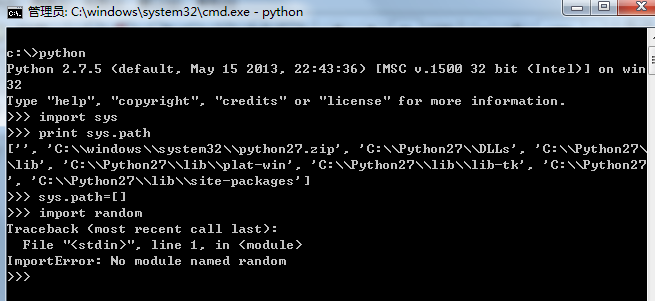 管理员: C:\windows\system32\cmd.exe - python
c:\>python
Python 2.7.5 (default, May 15 2013, 22:43:36) [MSC v.1500 32 bit (Intel)] on win
32
Type "help", "copyright", "credits" or "license" for more information.
>>> import sys
>>> print sys.path
['', 'C:\\windows\\system32\\python27.zip', 'C:\\Python27\\DLLs', 'C:\\Python27\
\lib', 'C:\\Python27\\lib\\plat-win', 'C:\\Python27\\lib\\lib-tk', 'C:\\Python27
', 'C:\\Python27\\lib\\site-packages']
>>> sys.path=[]
>>> import random
Traceback (most recent call last):
  File "<stdin>", line 1, in <module>
ImportError: No module named random
>>>